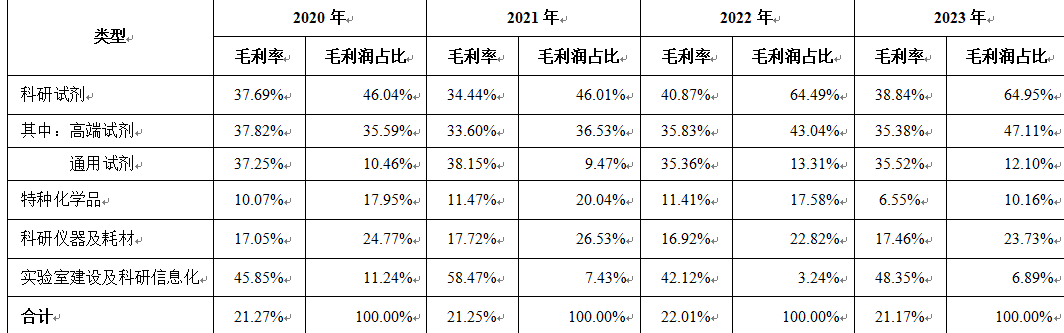 类型 2020 年 2021 年 2022 年 2023 年
毛利率 毛利润占比 毛利率 毛利润占比 毛利率 毛利润占比 毛利率 毛利润占比
科研试剂 37.69% 46.04% 34.44% 46.01% 40.87% 64.49% 38.84% 64.95%
其中：高端试剂 37.82% 35.59% 33.60% 36.53% 35.83% 43.04% 35.38% 47.11%
通用试剂 37.25% 10.46% 38.15% 9.47% 35.36% 13.31% 35.52% 12.10%
特种化学品 10.07% 17.95% 11.47% 20.04% 11.41% 17.58% 6.55% 10.16%
科研仪器及耗材 17.05% 24.77% 17.72% 26.53% 16.92% 22.82% 17.46% 23.73%
实验室建设及科研信息化 45.85% 11.24% 58.47% 7.43% 42.12% 3.24% 48.35% 6.89%
合计 21.27% 100.00% 21.25% 100.00% 22.01% 100.00% 21.17% 100.00%